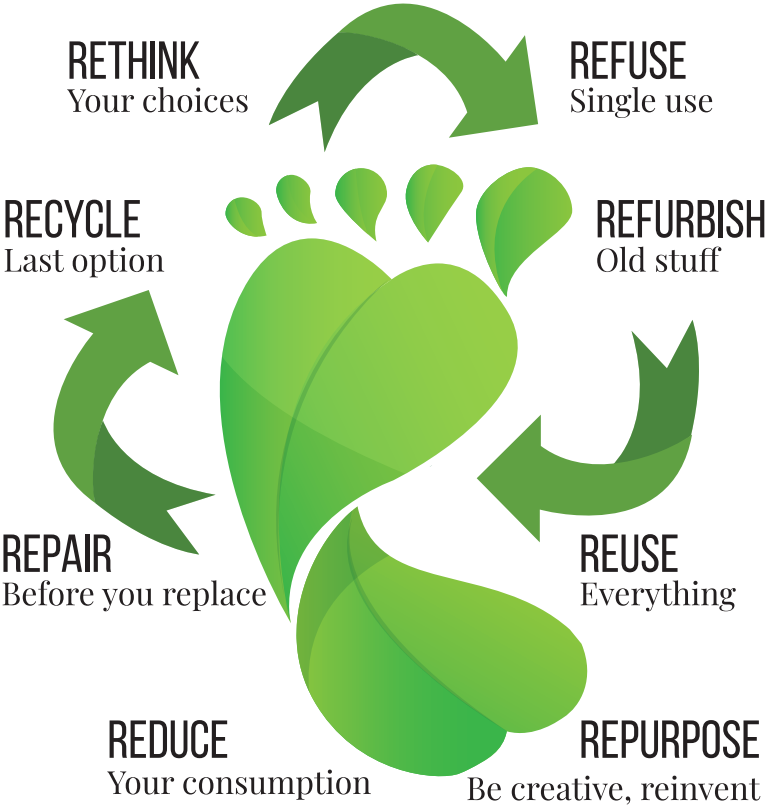 RETHINK
Your choices
REFUSE
Single use
RECYCLE
Last option
REFURBISH
Old stuff
REPAIR
Before you replace
REUSE
Everything
REDUCE
Your consumption
REPURPOSE
Be creative, reinvent